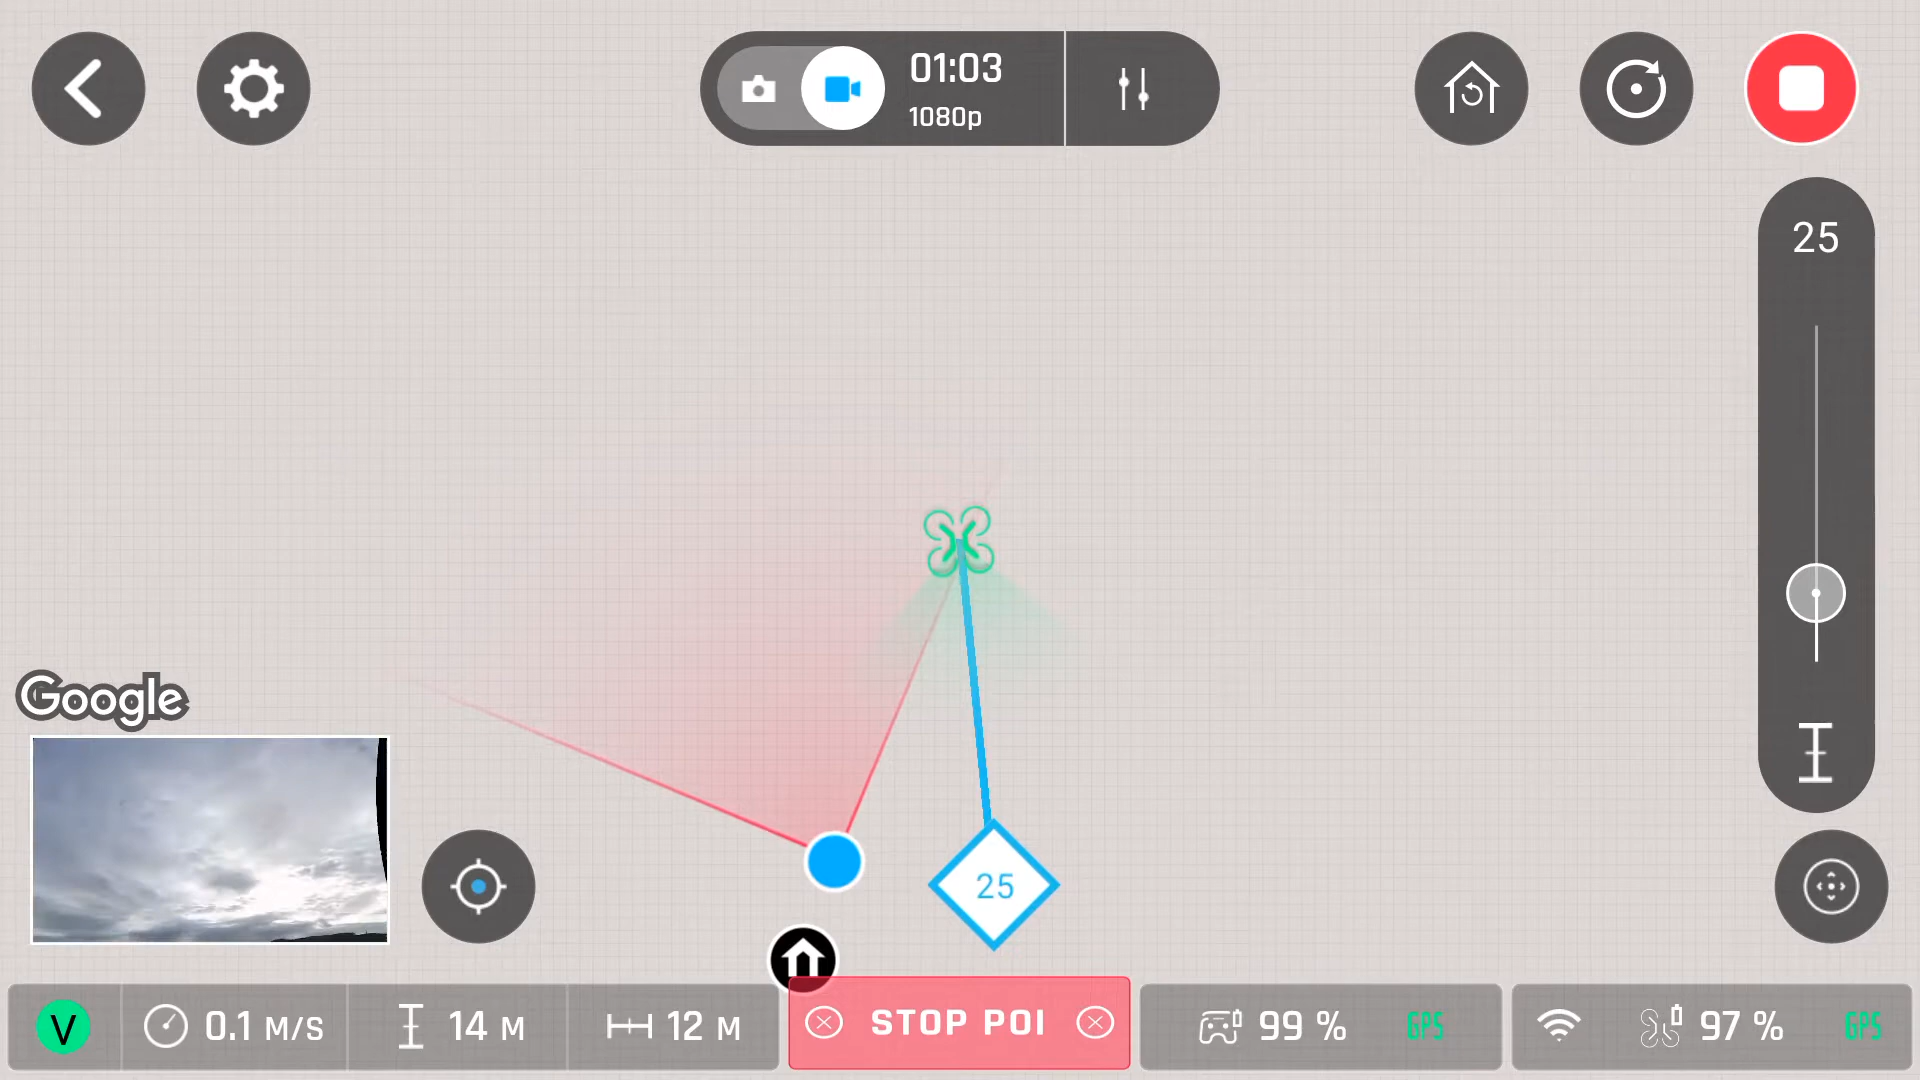 01:03
1080p
25
Google
25
V 0.1 M/S 14 M 12 M STOP POI 99 % GPS 97 % GPS